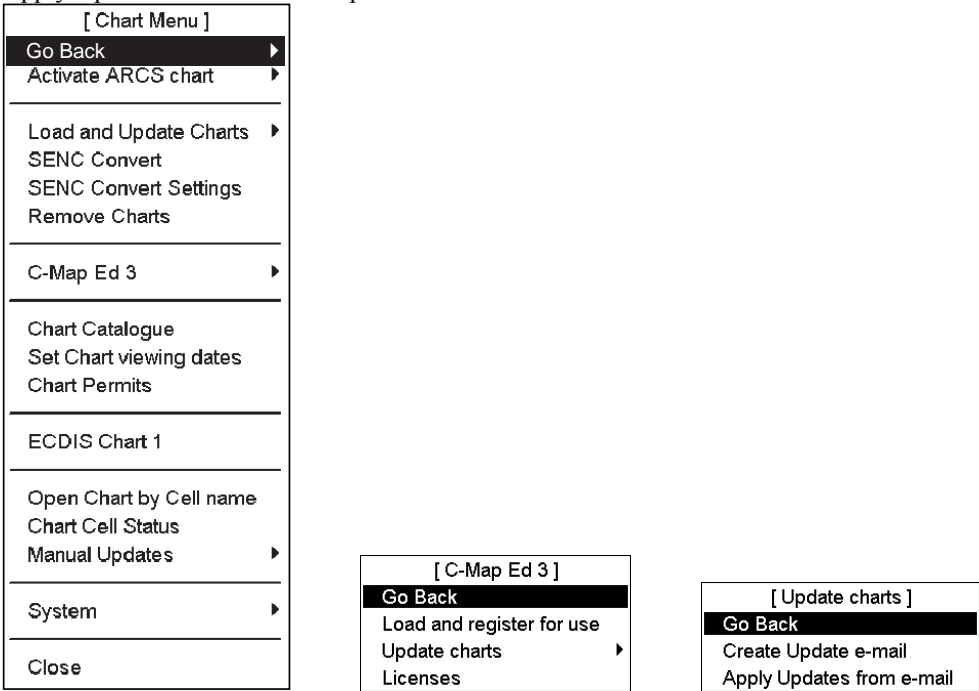 [ Chart Menu ]
Go Back
Activate ARCS chart
Load and Update Charts
SENC Convert
SENC Convert Settings
Remove Charts
C-Map Ed 3
Chart Catalogue
Set Chart viewing dates
Chart Permits
ECDIS Chart 1
Open Chart by Cell name
Chart Cell Status
Manual Updates
System
Close
[ C-Map Ed 3 ]
Go Back
Load and register for use
Update charts
Licenses
[ Update charts ]
Go Back
Create Update e-mail
Apply Updates from e-mail